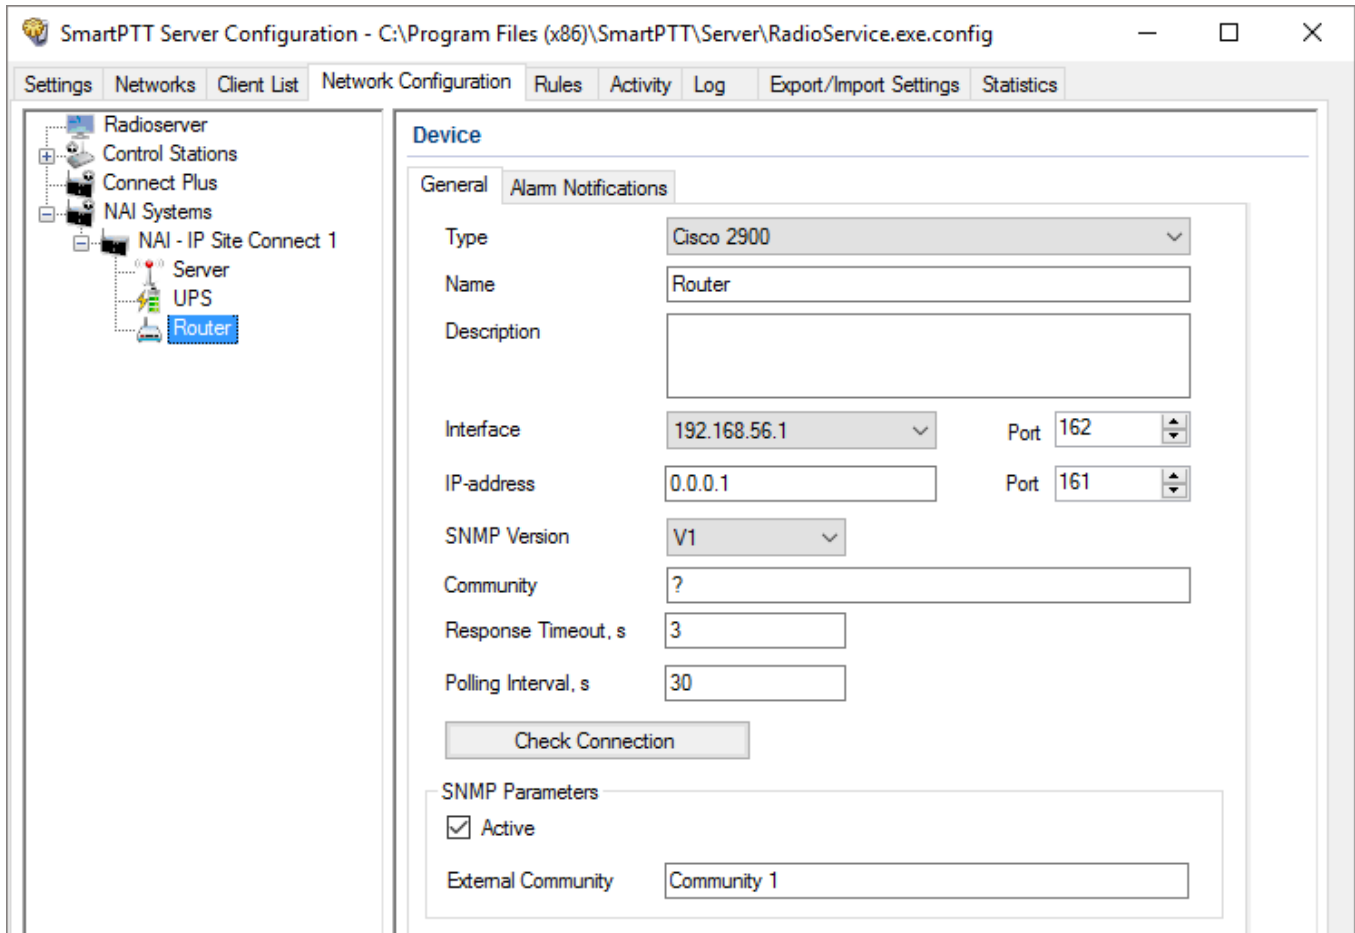 SmartPTT Server Configuration - C:\Program Files (x86)\SmartPTT\Server\RadioService.exe.config
Settings Networks Client List Network Configuration Rules Activity Log Export/Import Settings Statistics
Radioserver
Control Stations
Connect Plus
NAI Systems
NAI - IP Site Connect 1
Server
UPS
Router
Device
General Alarm Notifications
Type Cisco 2900
Name Router
Description
Interface 192.168.56.1 Port 162
IP-address 0.0.0.1 Port 161
SNMP Version V1
Community ?
Response Timeout, s 3
Polling Interval, s 30
Check Connection
SNMP Parameters
Active
External Community Community 1